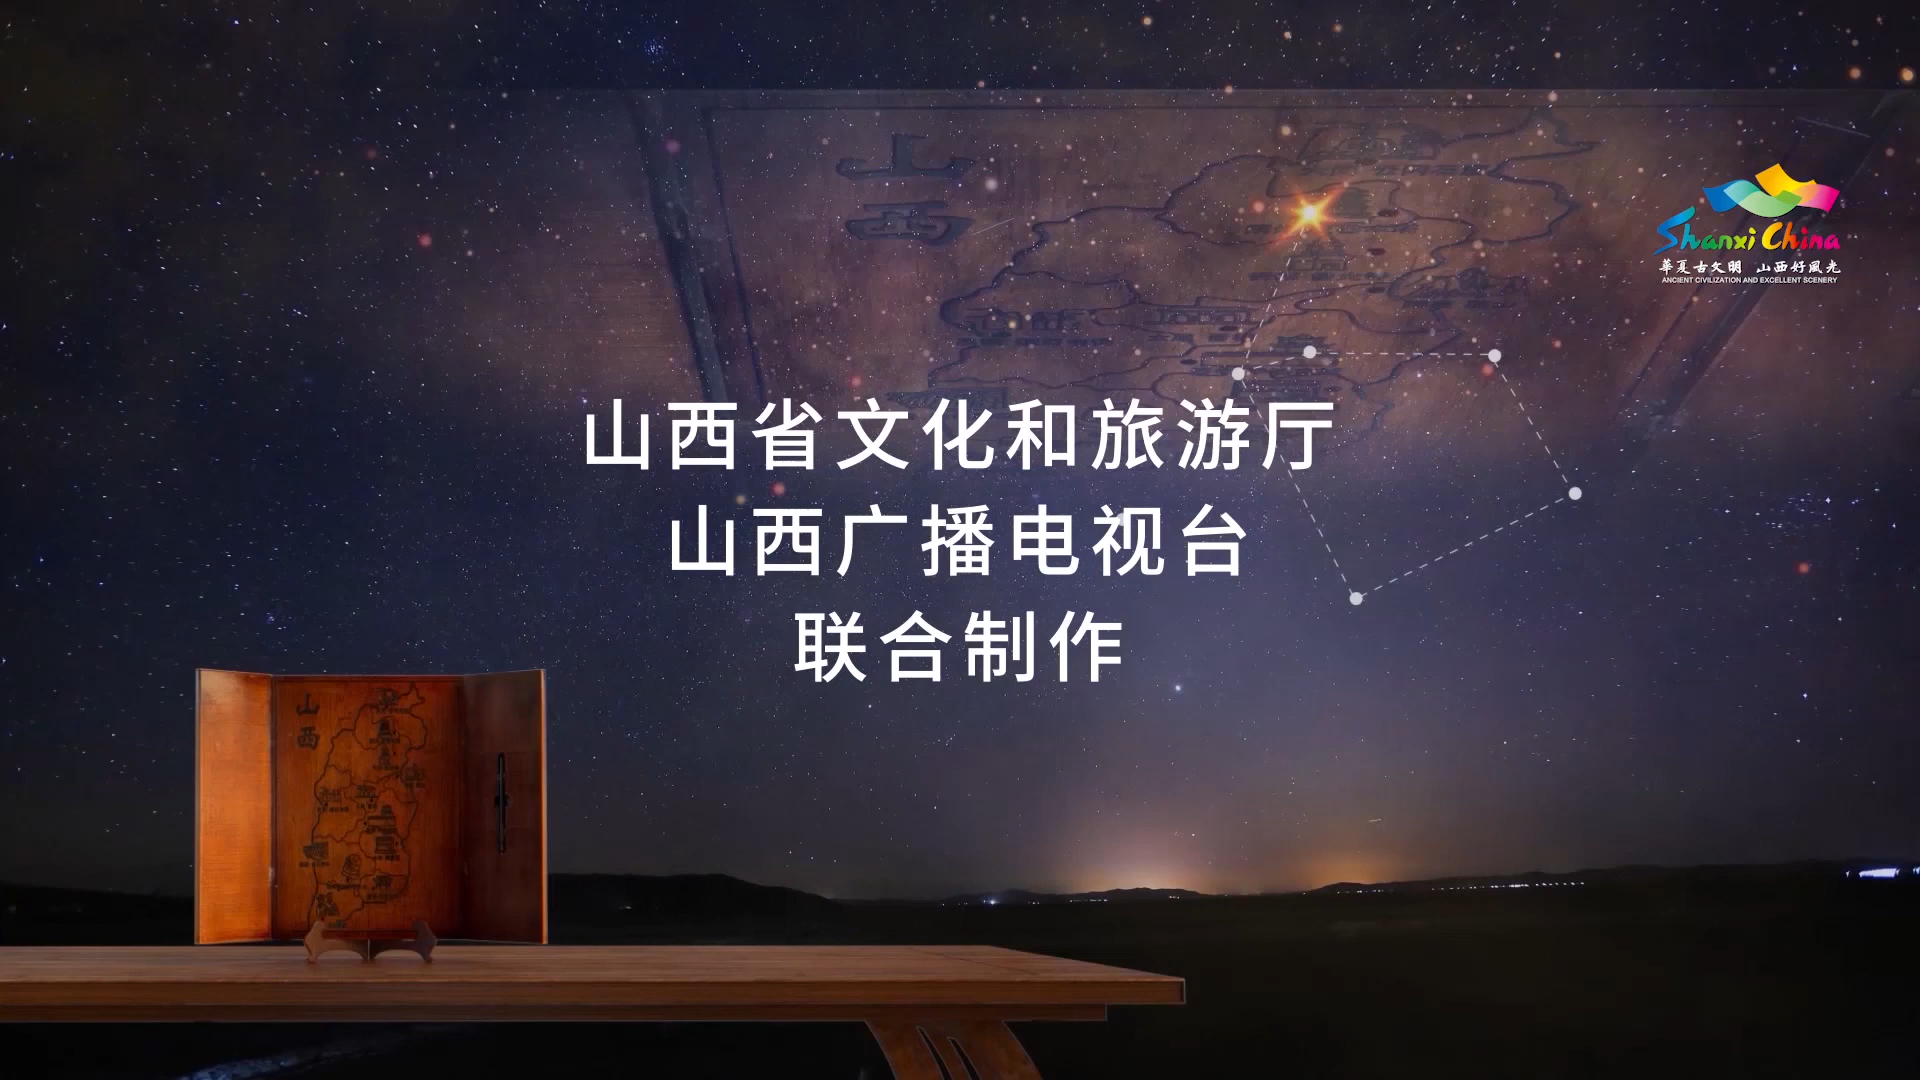 山西
Shanxi China
華夏古文明 山西好風光
ANCIENT CIVILIZATION AND EXCELLENT SCENERY
山西省文化和旅游厅
山西广播电视台
联合制作
山西